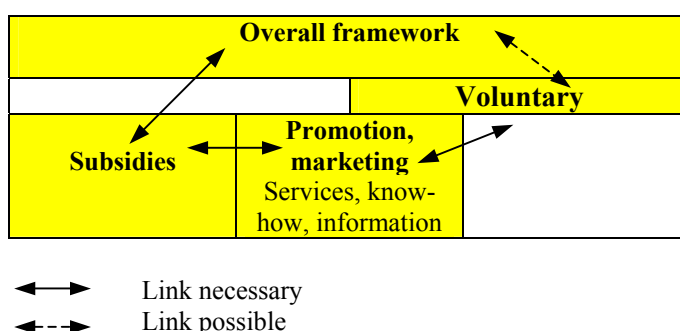 Overall framework
Voluntary
Subsidies
Promotion,
marketing
Services, know-
how, information
Link necessary
Link possible